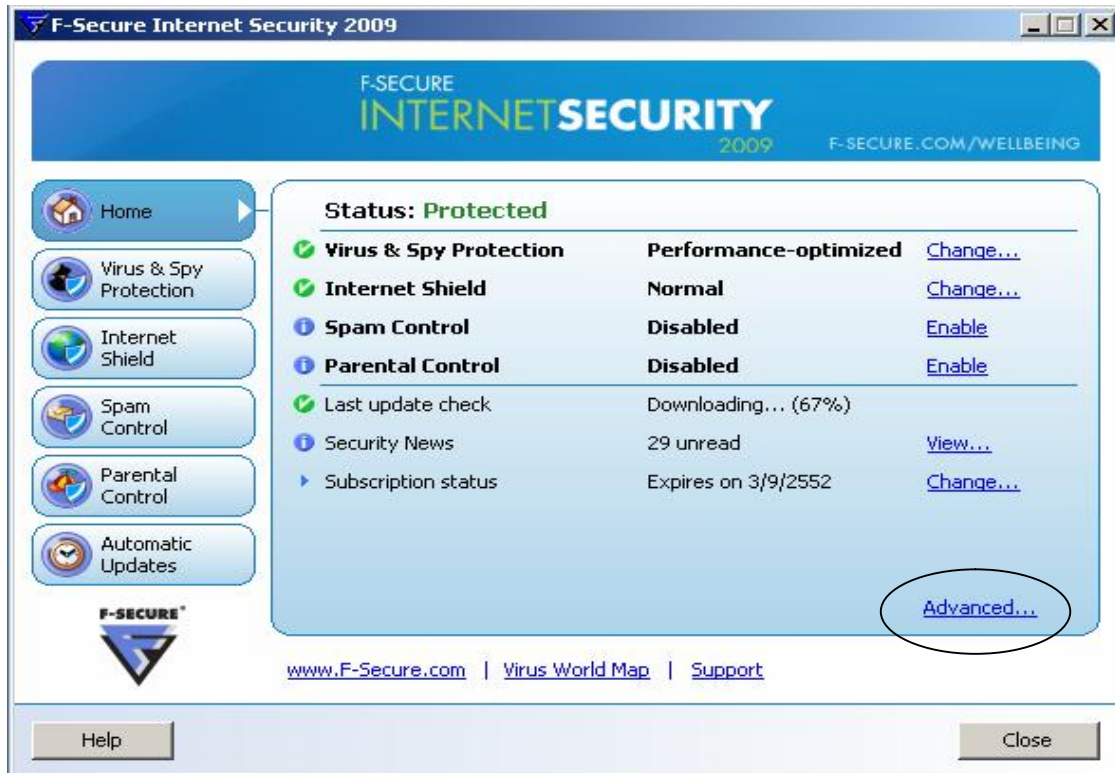 F-Secure Internet Security 2009
F-SECURE
INTERNETSECURITY
2009
F-SECURE.COM/WELLBEING
Home
Virus & Spy
Protection
Internet
Shield
Spam
Control
Parental
Control
Automatic
Updates
F-SECURE®
Status: Protected
Virus & Spy Protection Performance-optimized Change...
Internet Shield Normal Change...
Spam Control Disabled Enable
Parental Control Disabled Enable
Last update check Downloading... (67%)
Security News 29 unread View...
Subscription status Expires on 3/9/2552 Change...
Advanced...
www.F-Secure.com | Virus World Map | Support
Help Close